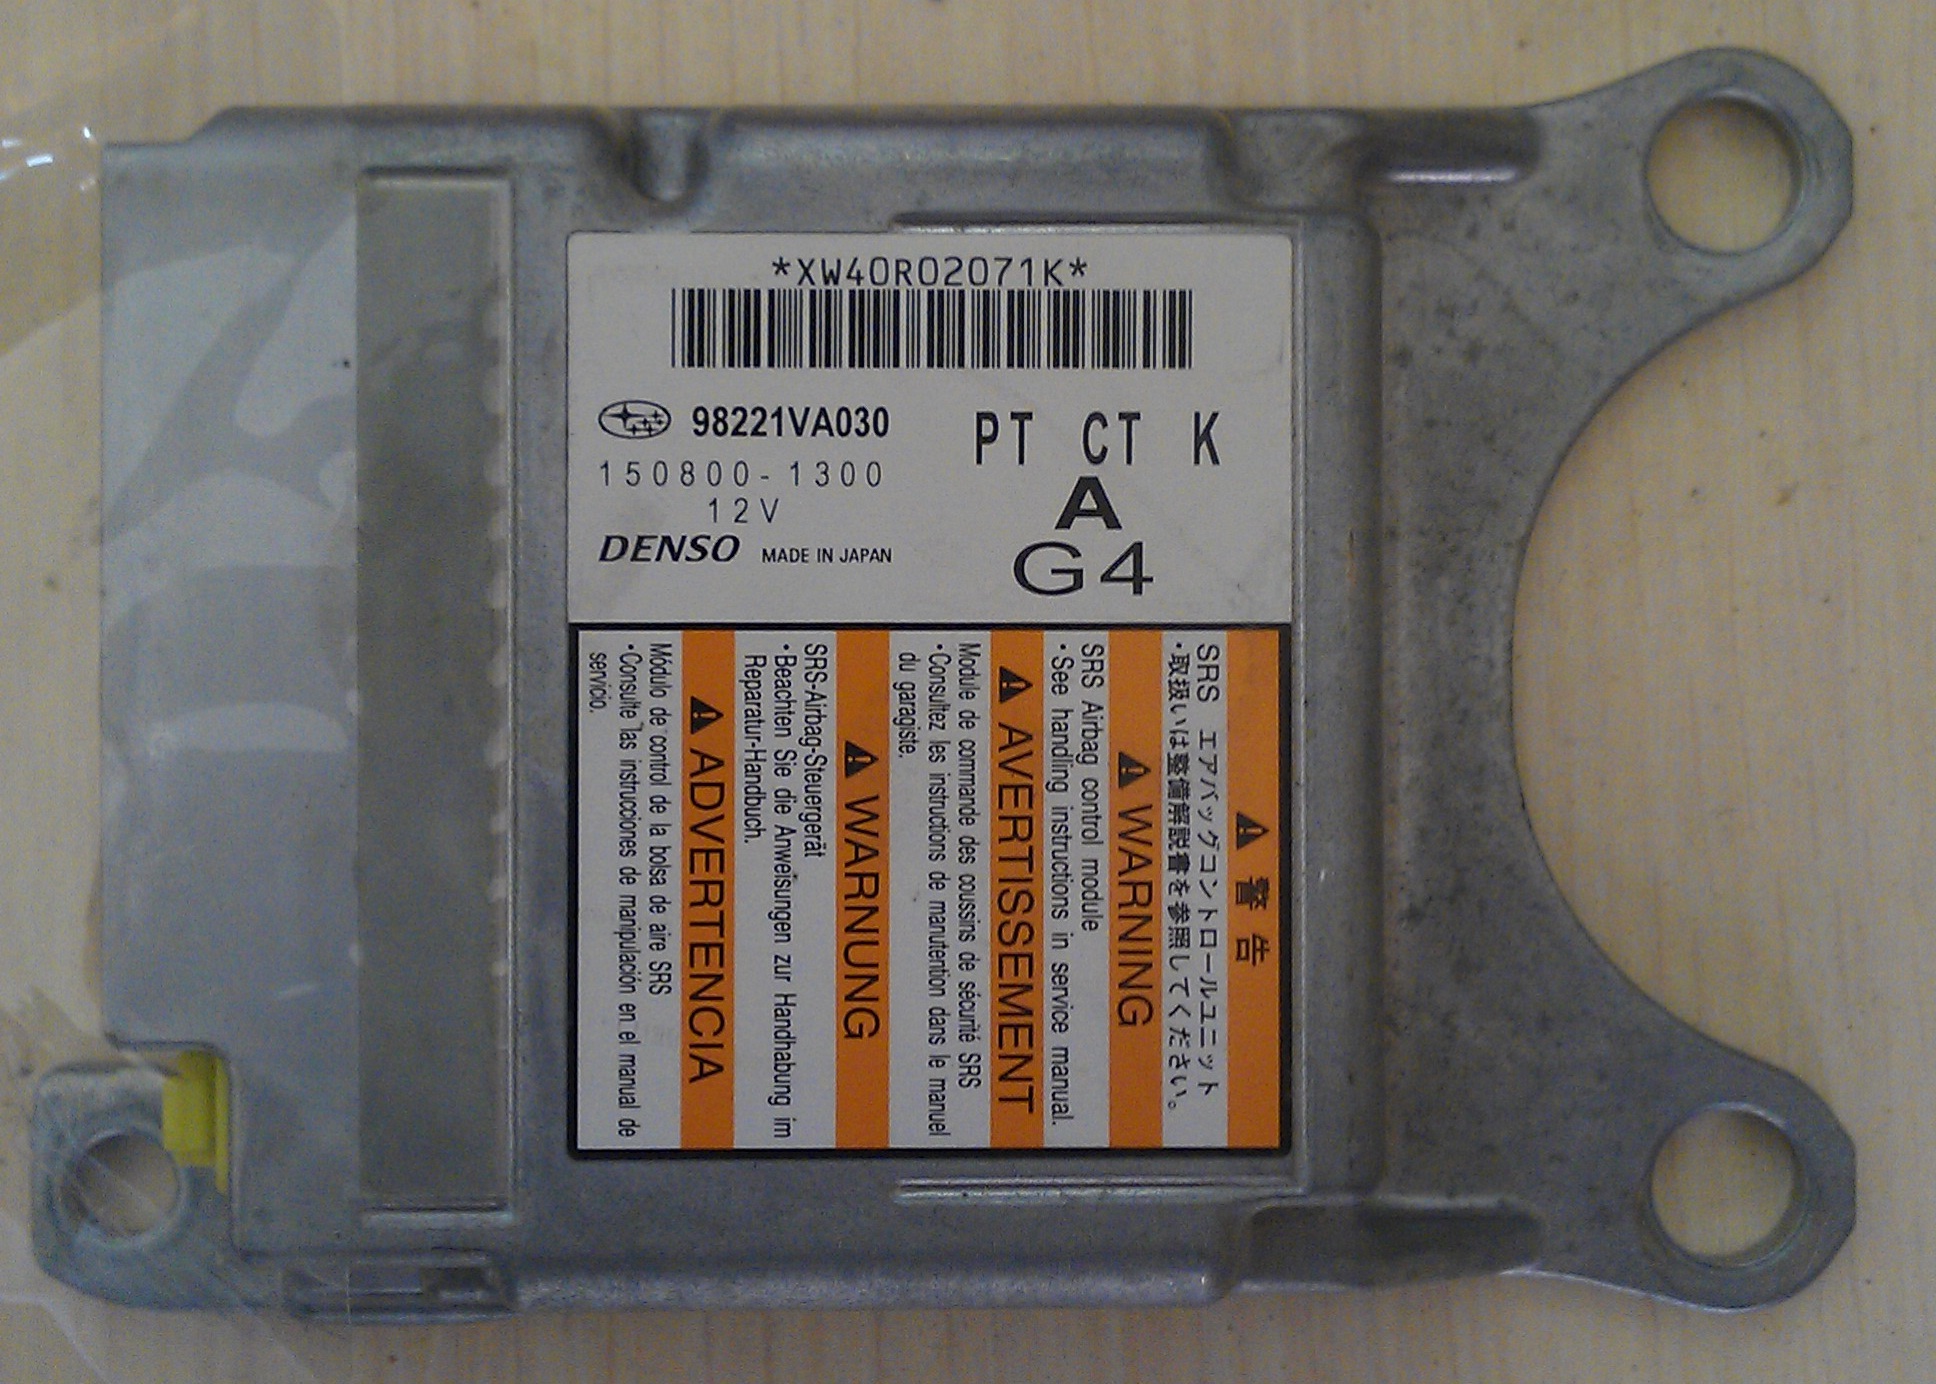 *XW40R02071K*
98221VA030
150800-1300
12V
DENSO MADE IN JAPAN
PT CT K
A
G4
警告
SRS エアバッグコントロールユニット
・取扱いは整備解説書を参照してください。
WARNING
SRS Airbag control module
・See handling instructions in service manual.
AVERTISSEMENT
Module de commande des coussins de sécurité SRS
・Consultez les instructions de manutention dans le manuel
du garagiste.
WARNUNG
SRS-Airbag-Steuergerät
・Beachten Sie die Anweisungen zur Handhabung im
Reparatur-Handbuch.
ADVERTENCIA
Módulo de control de la bolsa de aire SRS
・Consulte las instrucciones de manipulación en el manual de
servicio.